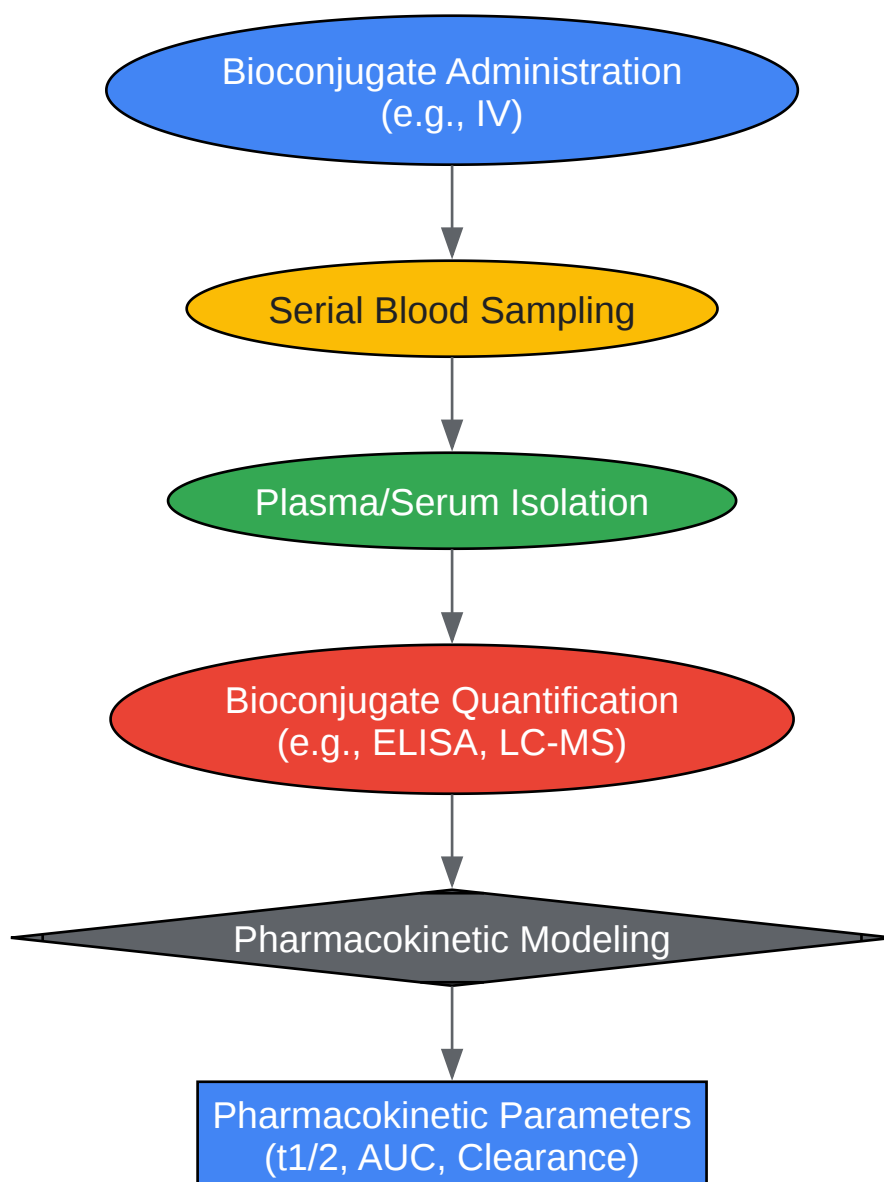 Bioconjugate Administration
(e.g., IV)
Serial Blood Sampling
Plasma/Serum Isolation
Bioconjugate Quantification
(e.g., ELISA, LC-MS)
Pharmacokinetic Modeling
Pharmacokinetic Parameters
(t1/2, AUC, Clearance)